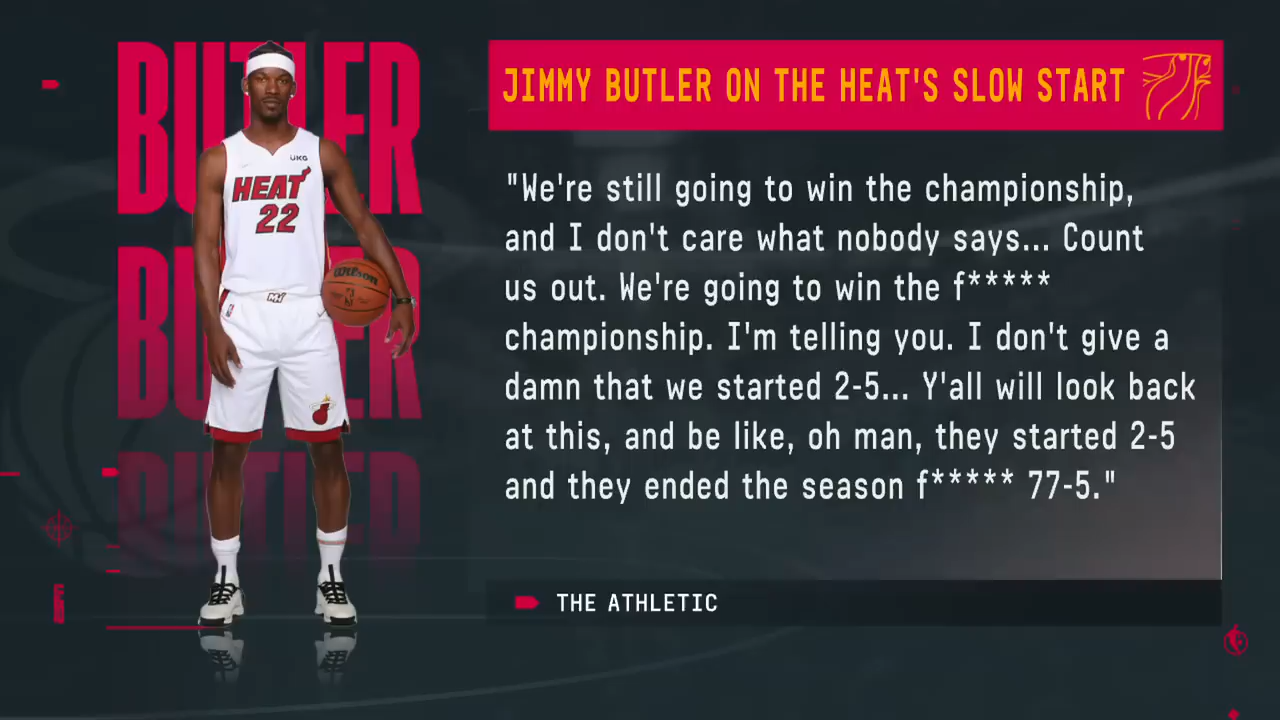 BUTLER
BUTLER
BUTLER
UKG
HEAT
22
Wilson
JIMMY BUTLER ON THE HEAT'S SLOW START
"We're still going to win the championship,
and I don't care what nobody says... Count
us out. We're going to win the f*****
championship. I'm telling you. I don't give a
damn that we started 2-5... Y'all will look back
at this, and be like, oh man, they started 2-5
and they ended the season f***** 77-5."
THE ATHLETIC